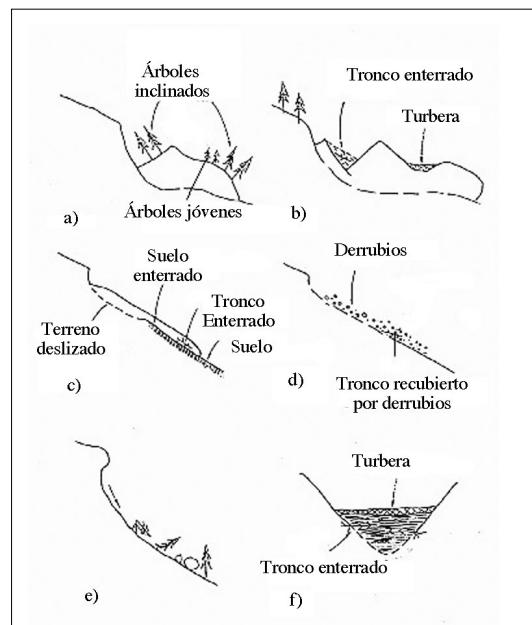 Árboles
inclinados
Árboles jóvenes
a)
Tronco enterrado
Turbera
b)
Suelo
enterrado
Tronco
Enterrado
Terreno
deslizado
Suelo
c)
Derrubios
Tronco recubierto
por derrubios
d)
e)
Turbera
Tronco enterrado
f)